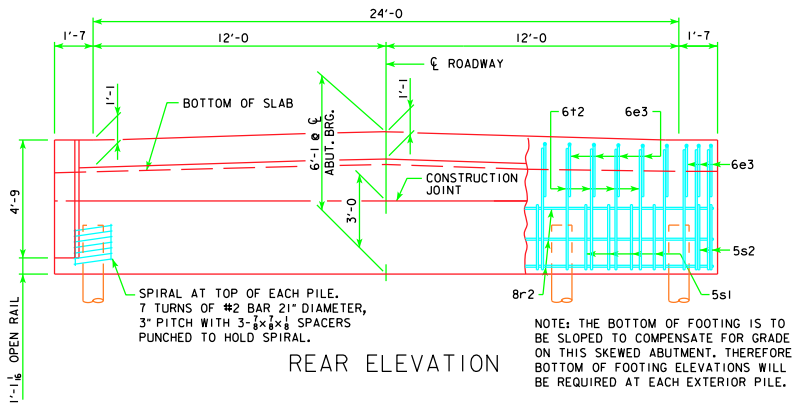 24'-0
1'-7
12'-0
12'-0
1'-7
℄ ROADWAY
1'-1
1'-1
BOTTOM OF SLAB
6'-1 @ ℄
ABUT. BRG.
6t2
6e3
6e3
4'-9
CONSTRUCTION
JOINT
3'-0
5s2
8r2
5s1
SPIRAL AT TOP OF EACH PILE.
7 TURNS OF #2 BAR 21" DIAMETER,
3" PITCH WITH 3-7/8x7/8x1/8 SPACERS
PUNCHED TO HOLD SPIRAL.
1'-1 1/16 OPEN RAIL
REAR ELEVATION
NOTE: THE BOTTOM OF FOOTING IS TO
BE SLOPED TO COMPENSATE FOR GRADE
ON THIS SKEWED ABUTMENT. THEREFORE
BOTTOM OF FOOTING ELEVATIONS WILL
BE REQUIRED AT EACH EXTERIOR PILE.